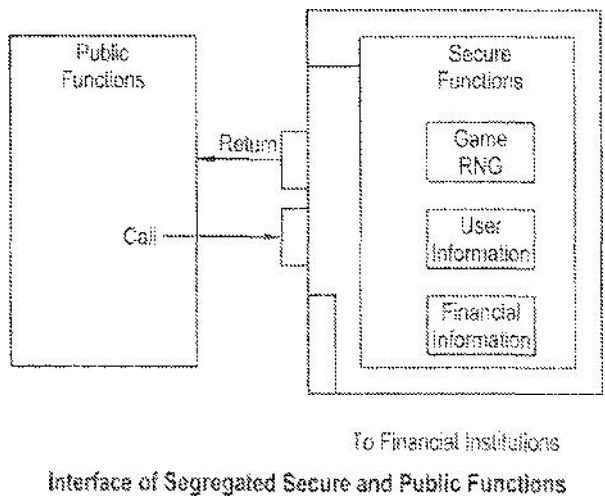 Public
Functions
Secure
Functions
Return
Call
Game
RNG
User
Information
Financial
Information
To Financial Institutions
Interface of Segregated Secure and Public Functions